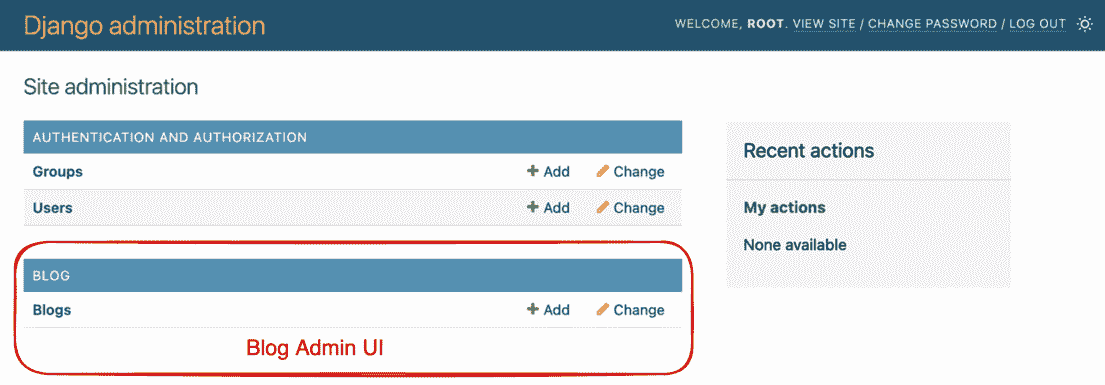 Django administration
WELCOME, ROOT. VIEW SITE / CHANGE PASSWORD / LOG OUT
Site administration
AUTHENTICATION AND AUTHORIZATION
Groups + Add Change
Users + Add Change
BLOG
Blogs + Add Change
Blog Admin UI
Recent actions
My actions
None available